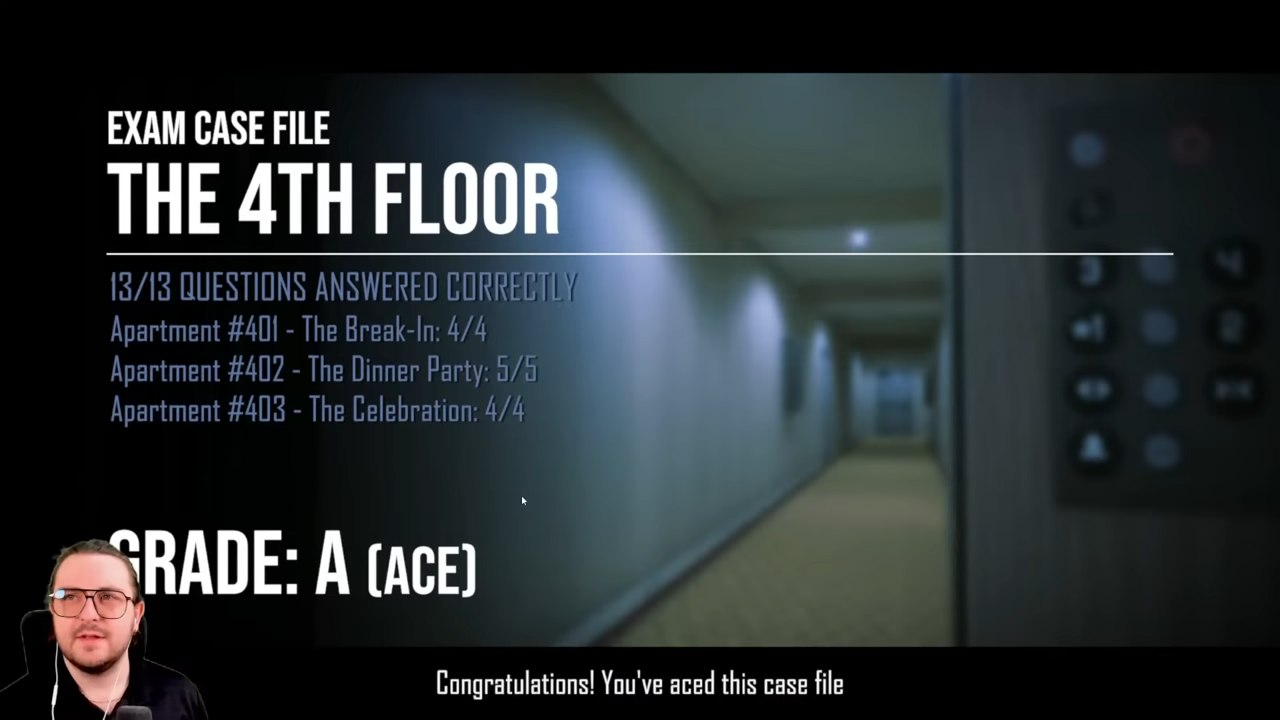 EXAM CASE FILE
THE 4TH FLOOR
13/13 QUESTIONS ANSWERED CORRECTLY
Apartment #401 - The Break-In: 4/4
Apartment #402 - The Dinner Party: 5/5
Apartment #403 - The Celebration: 4/4
GRADE: A (ACE)
Congratulations! You've aced this case file